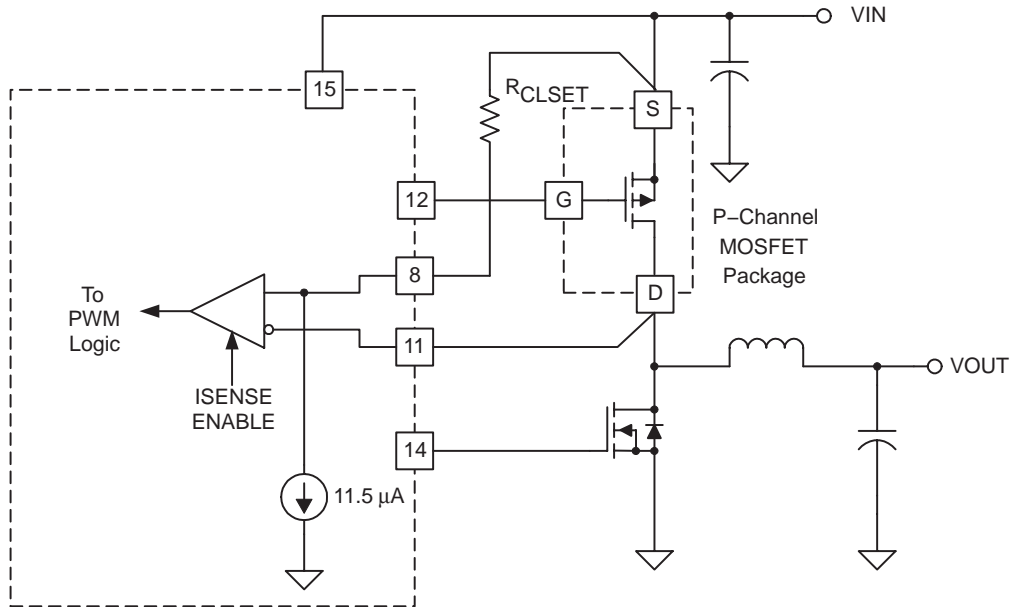 VIN
15
RCLSET
S
12
G
P−Channel
MOSFET
Package
8
D
To
PWM
Logic
11
ISENSE
ENABLE
VOUT
14
11.5 μA